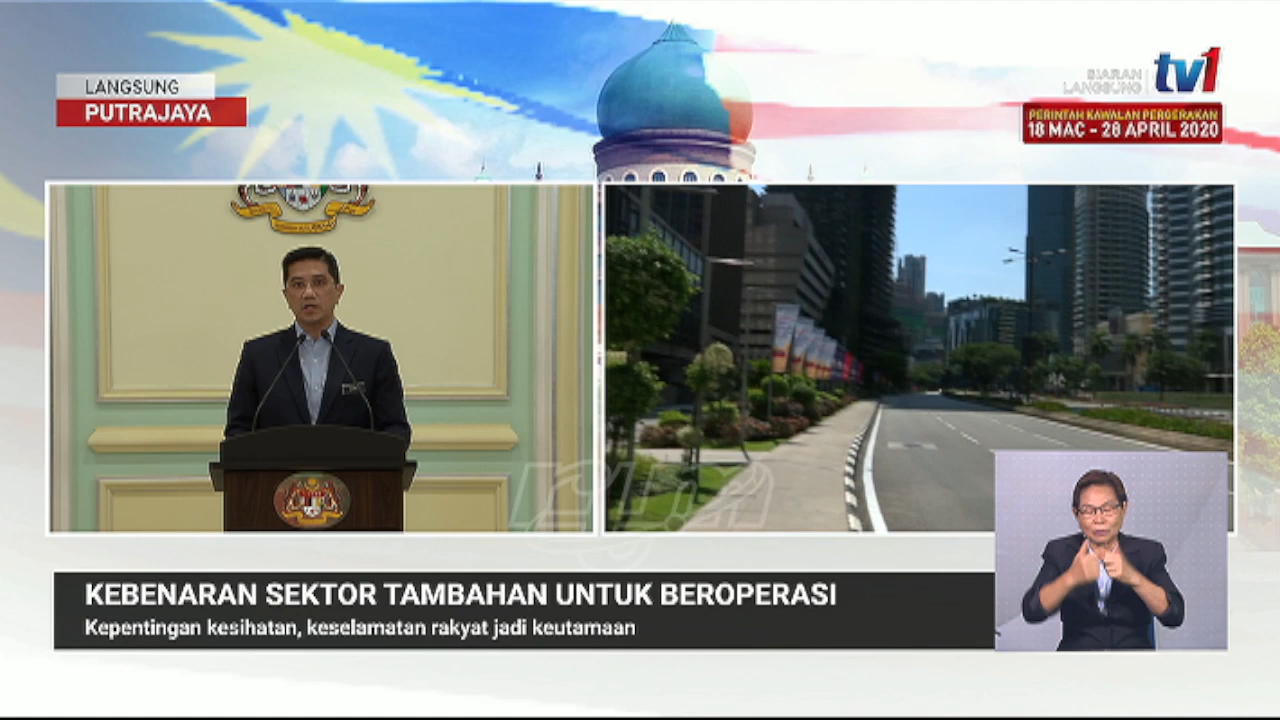 LANGSUNG
PUTRAJAYA
SIARAN
LANGSUNG
tv1
PERINTAH KAWALAN PERGERAKAN
18 MAC - 28 APRIL 2020
KEBENARAN SEKTOR TAMBAHAN UNTUK BEROPERASI
Kepentingan kesihatan, keselamatan rakyat jadi keutamaan